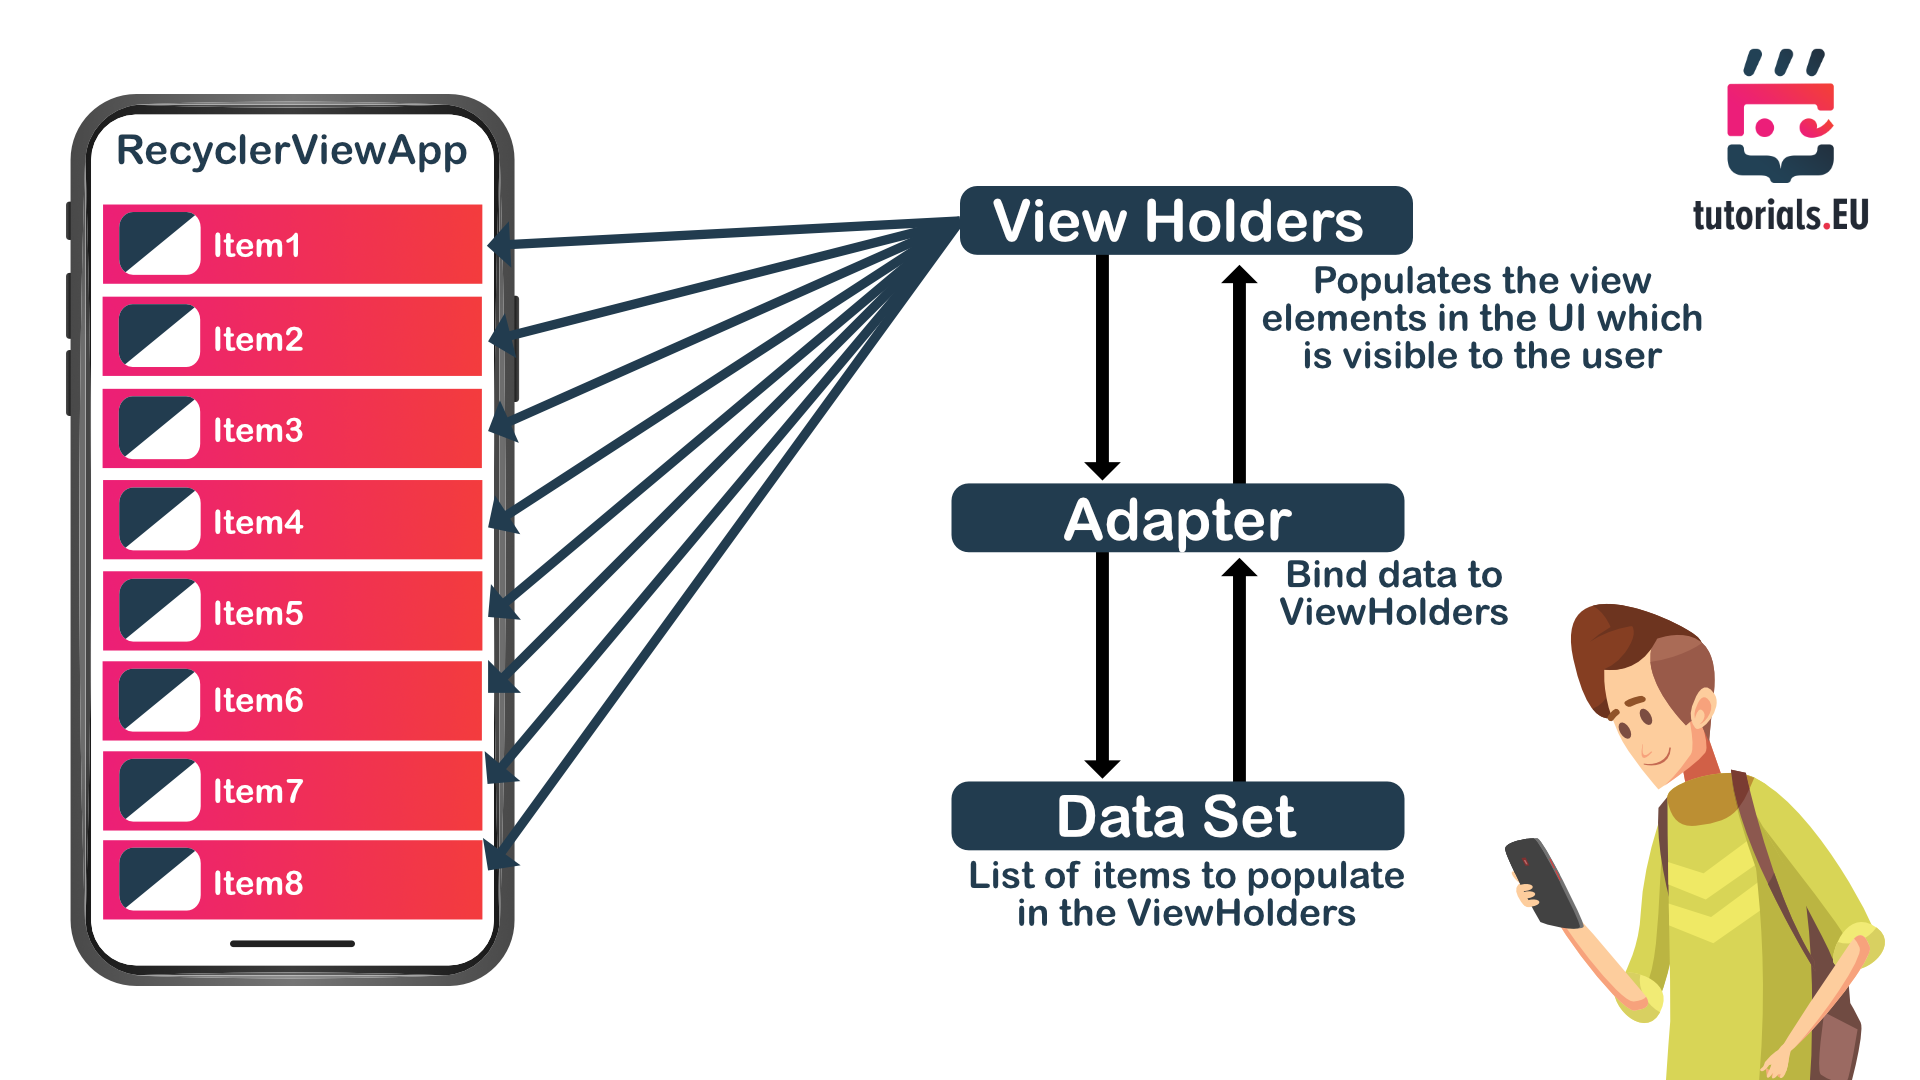 RecyclerViewApp
Item1
Item2
Item3
Item4
Item5
Item6
Item7
Item8
View Holders
Populates the view
elements in the UI which
is visible to the user
Adapter
Bind data to
ViewHolders
Data Set
List of items to populate
in the ViewHolders
tutorials.EU